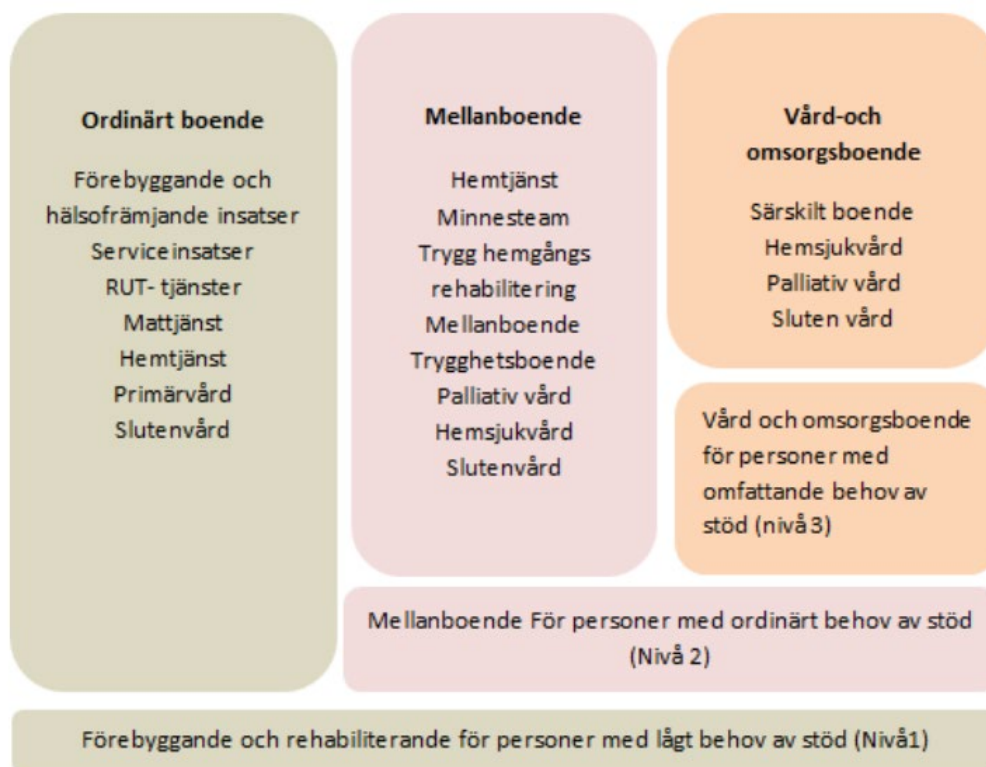 Ordinärt boende
Förebyggande och
hälsofrämjande insatser
Serviceinsatser
RUT- tjänster
Mattjänst
Hemtjänst
Primärvård
Slutenvård
Mellanboende
Hemtjänst
Minnesteam
Trygg hemgångs
rehabilitering
Mellanboende
Trygghetsboende
Palliativ vård
Hemsjukvård
Slutenvård
Vård-och
omsorgsboende
Särskilt boende
Hemsjukvård
Palliativ vård
Sluten vård
Vård och omsorgsboende
för personer med
omfattande behov av
stöd (nivå 3)
Mellanboende För personer med ordinärt behov av stöd
(Nivå 2)
Förebyggande och rehabiliterande för personer med lågt behov av stöd (Nivå1)